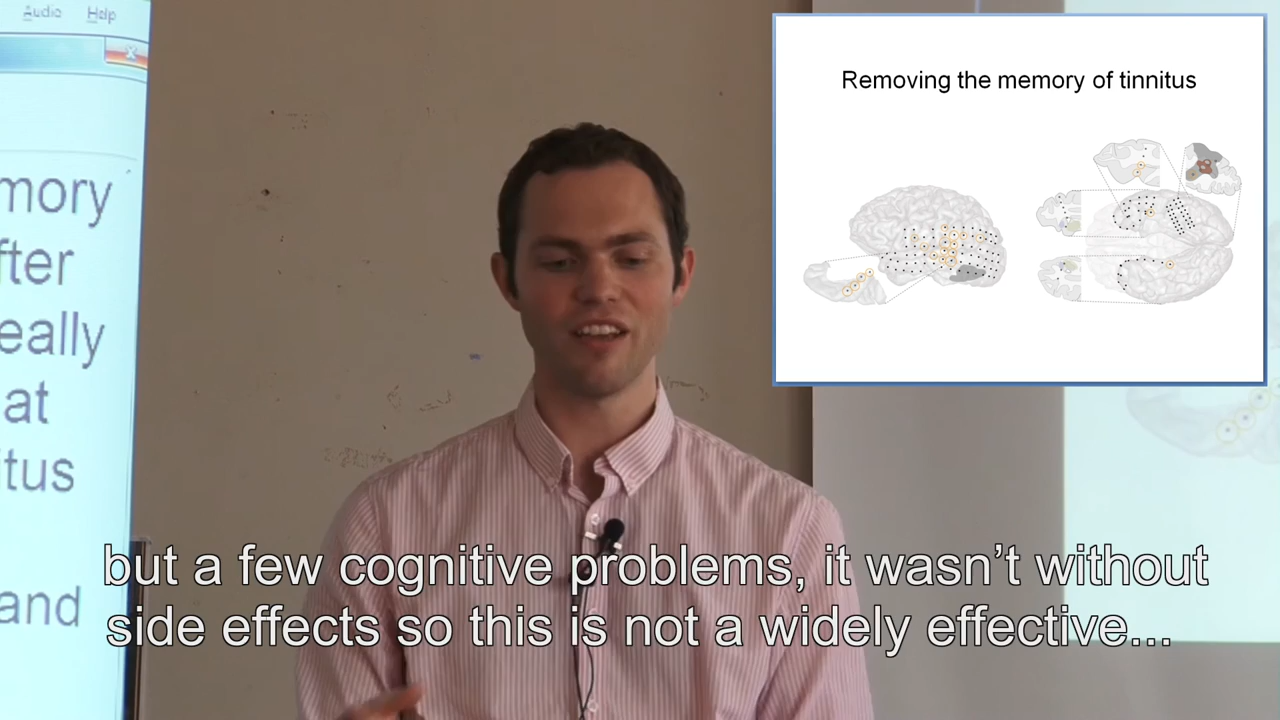 Audio Help
Removing the memory of tinnitus
mory
fter
eally
at
itus
and
but a few cognitive problems, it wasn’t without
side effects so this is not a widely effective...